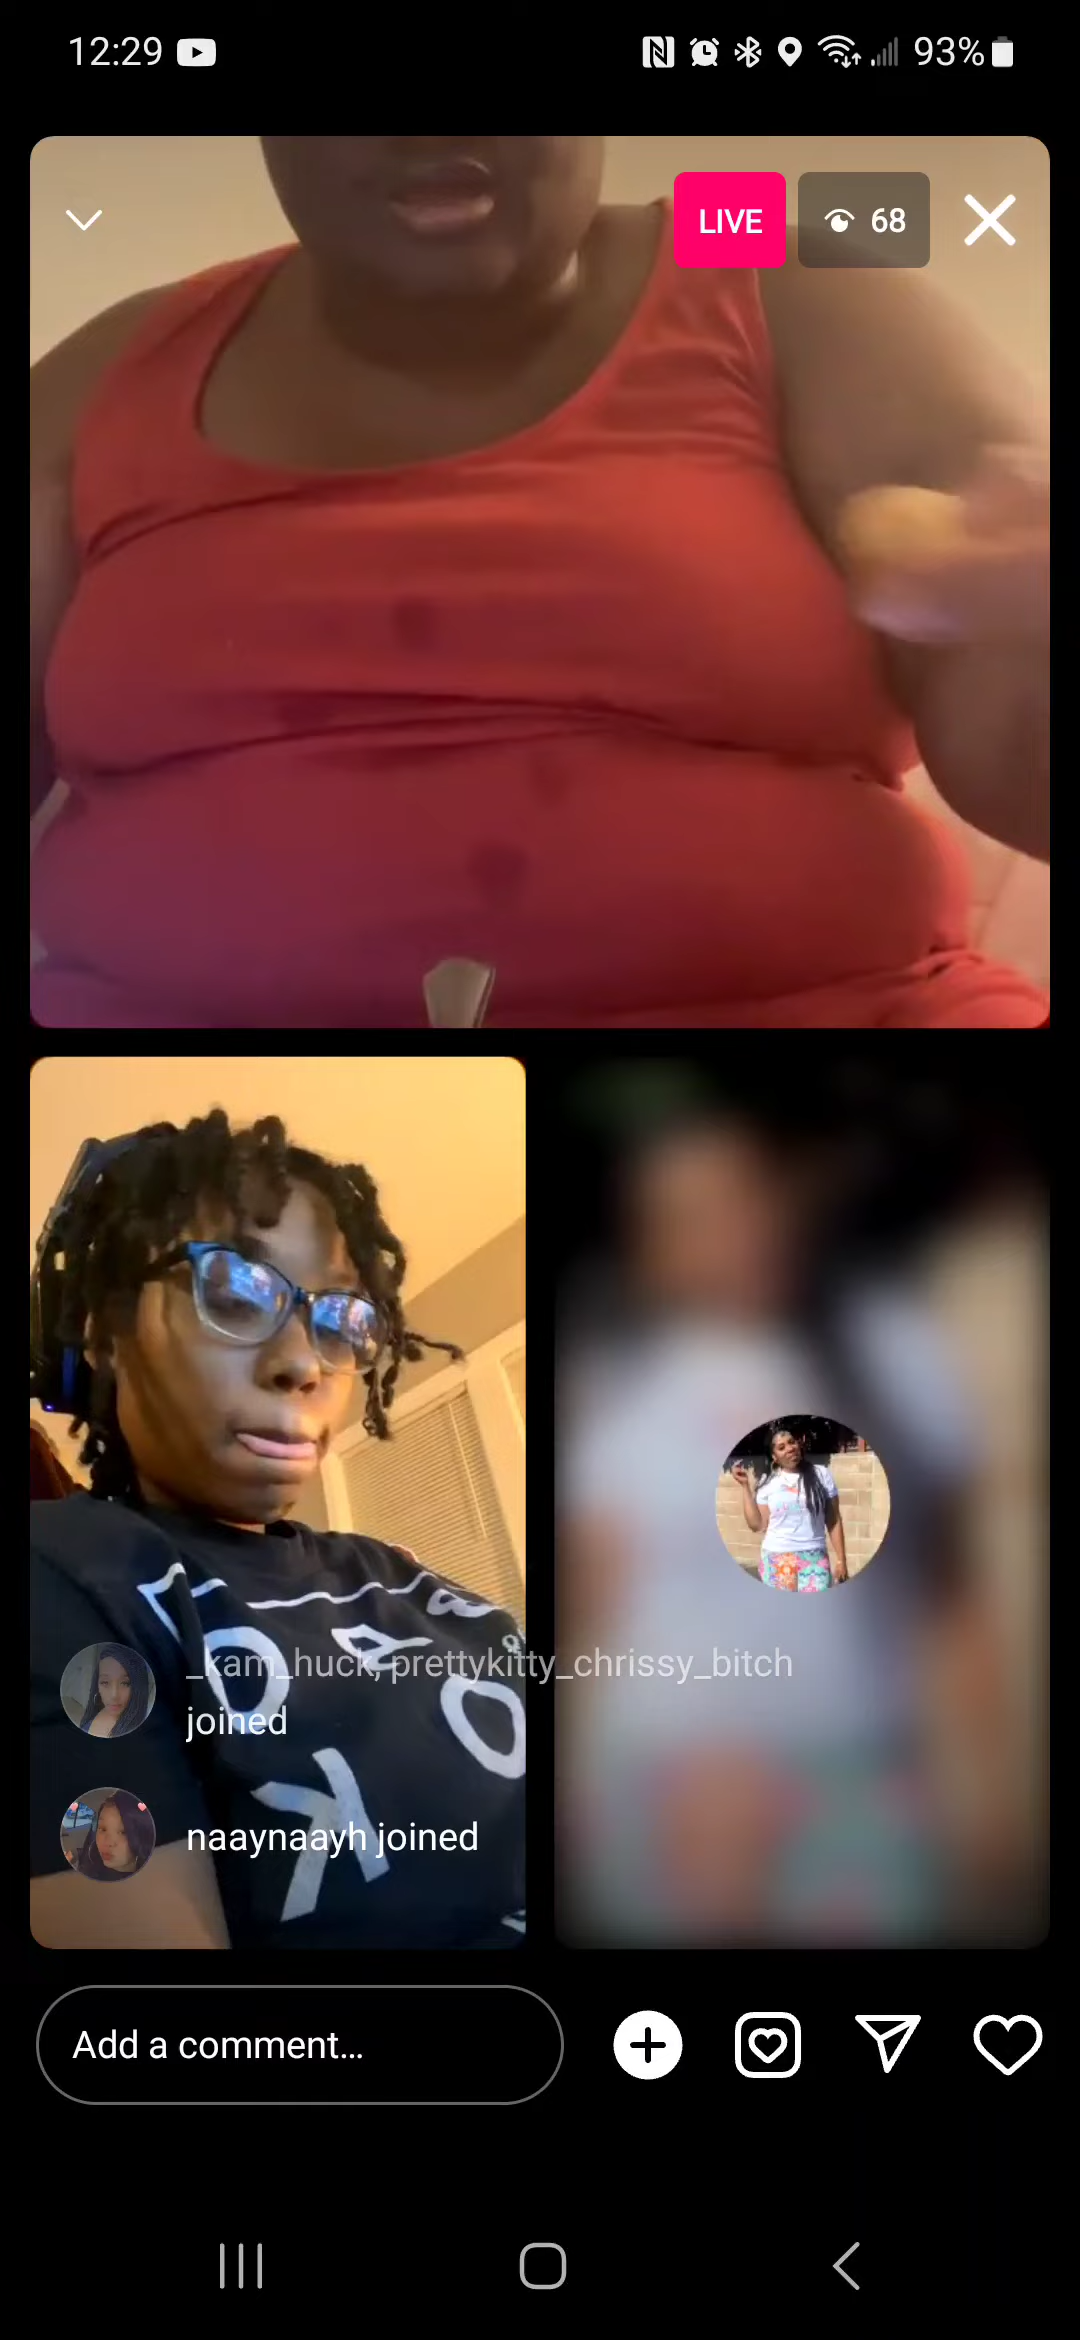 12:29
93%
LIVE
68
_kam_huck, prettykitty_chrissy_bitch
joined
naaynaayh joined
Add a comment...